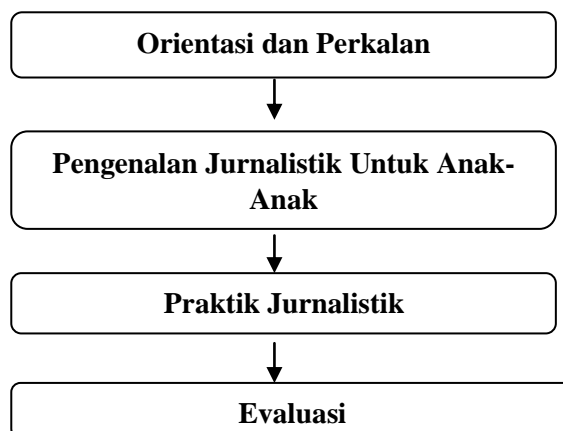 Orientasi dan Perkalan
Pengenalan Jurnalistik Untuk Anak-
Anak
Praktik Jurnalistik
Evaluasi